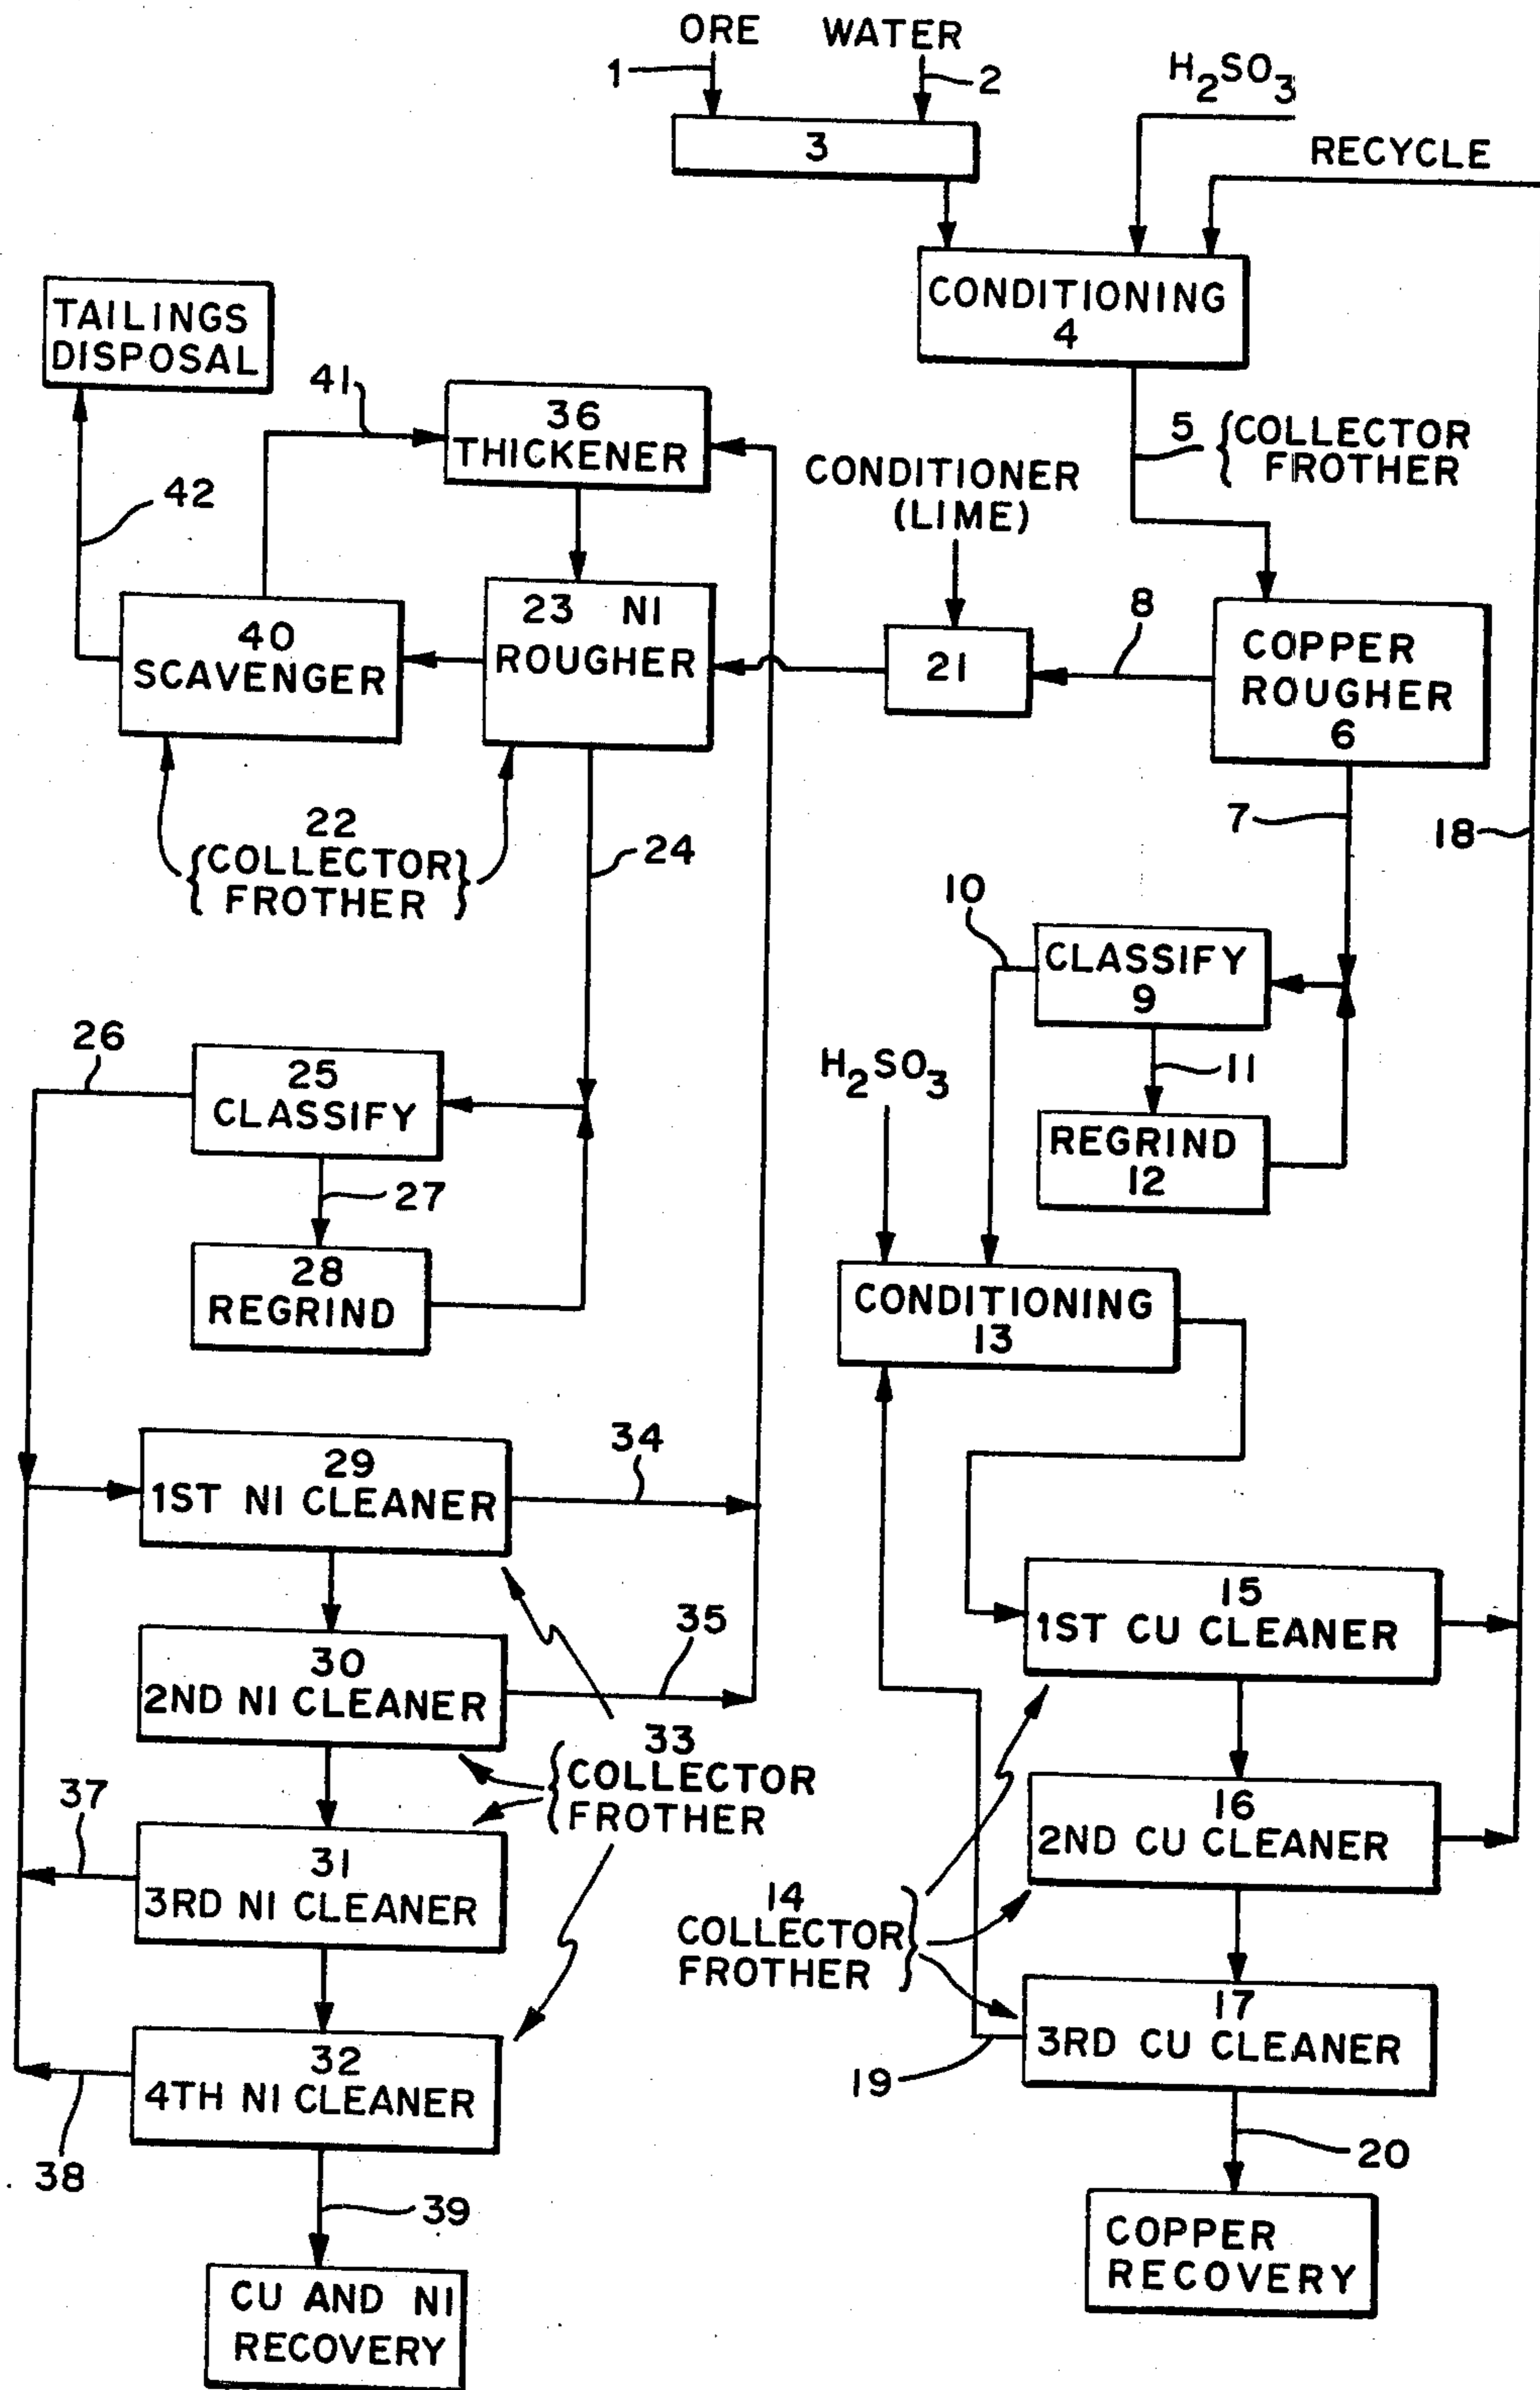 ORE WATER
1
2
H2SO3
RECYCLE
3
CONDITIONING
4
TAILINGS
DISPOSAL
41
36
THICKENER
5 {COLLECTOR
FROTHER
CONDITIONER
(LIME)
42
8
23 NI
ROUGHER
40
SCAVENGER
21
COPPER
ROUGHER
6
7
18
22
{COLLECTOR}
FROTHER
24
10
CLASSIFY
9
11
REGRIND
12
26
25
CLASSIFY
27
28
REGRIND
H2SO3
CONDITIONING
13
34
29
1ST NI CLEANER
35
30
2ND NI CLEANER
15
1ST CU CLEANER
33
{COLLECTOR
FROTHER
16
2ND CU CLEANER
37
31
3RD NI CLEANER
14
COLLECTOR}
FROTHER
17
3RD CU CLEANER
19
32
4TH NI CLEANER
38
20
39
COPPER
RECOVERY
CU AND NI
RECOVERY